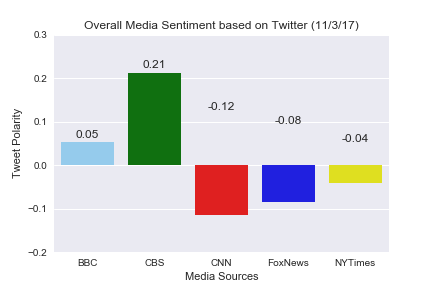 Overall Media Sentiment based on Twitter (11/3/17)
0.3
0.2
0.1
0.0
−0.1
−0.2
Tweet Polarity
0.05
0.21
-0.12
-0.08
-0.04
BBC
CBS
CNN
FoxNews
NYTimes
Media Sources